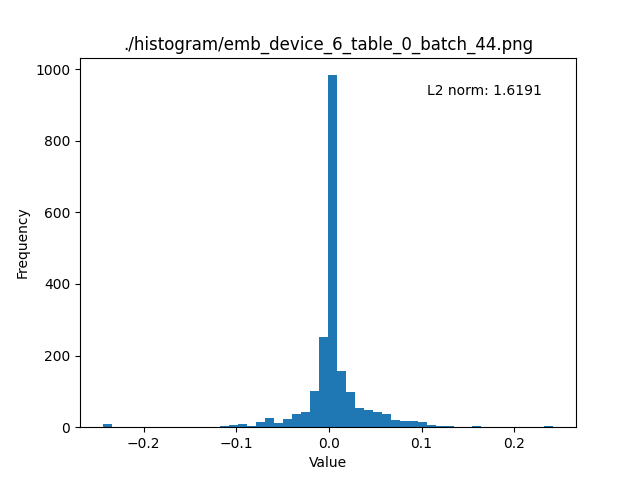 ./histogram/emb_device_6_table_0_batch_44.png
L2 norm: 1.6191
1000
800
600
400
200
0
Frequency
−0.2
−0.1
0.0
0.1
0.2
Value